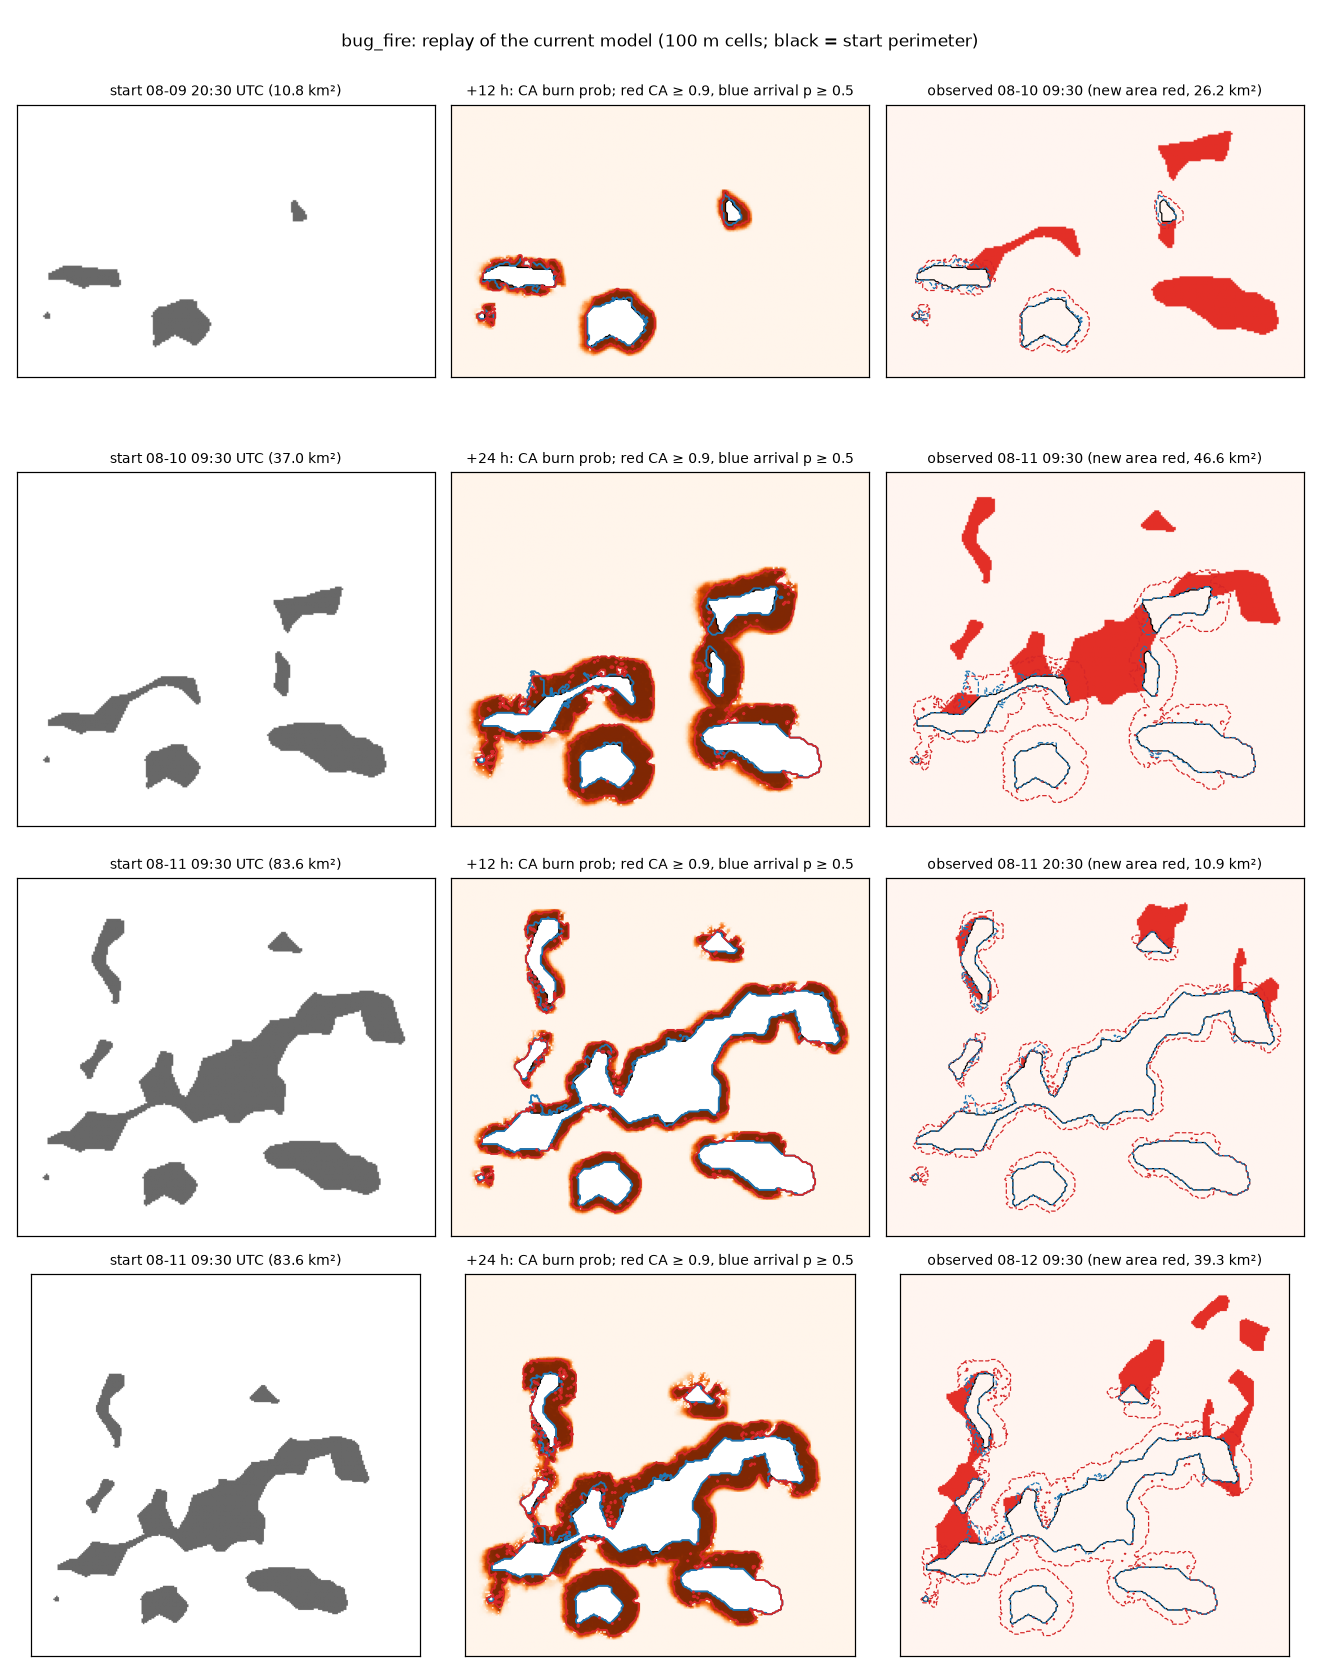 bug_fire: replay of the current model (100 m cells; black = start perimeter)
start 08-09 20:30 UTC (10.8 km²)
+12 h: CA burn prob; red CA ≥ 0.9, blue arrival p ≥ 0.5
observed 08-10 09:30 (new area red, 26.2 km²)
start 08-10 09:30 UTC (37.0 km²)
+24 h: CA burn prob; red CA ≥ 0.9, blue arrival p ≥ 0.5
observed 08-11 09:30 (new area red, 46.6 km²)
start 08-11 09:30 UTC (83.6 km²)
+12 h: CA burn prob; red CA ≥ 0.9, blue arrival p ≥ 0.5
observed 08-11 20:30 (new area red, 10.9 km²)
start 08-11 09:30 UTC (83.6 km²)
+24 h: CA burn prob; red CA ≥ 0.9, blue arrival p ≥ 0.5
observed 08-12 09:30 (new area red, 39.3 km²)